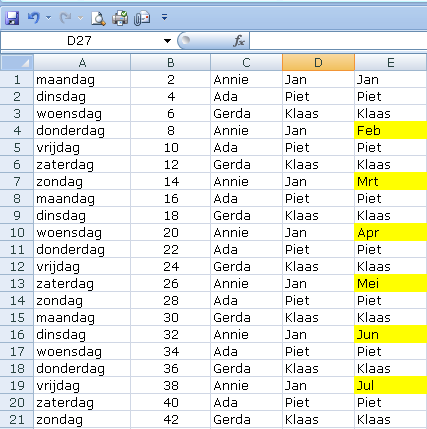 D27 fx
A B C D E
1 maandag 2 Annie Jan Jan
2 dinsdag 4 Ada Piet Piet
3 woensdag 6 Gerda Klaas Klaas
4 donderdag 8 Annie Jan Feb
5 vrijdag 10 Ada Piet Piet
6 zaterdag 12 Gerda Klaas Klaas
7 zondag 14 Annie Jan Mrt
8 maandag 16 Ada Piet Piet
9 dinsdag 18 Gerda Klaas Klaas
10 woensdag 20 Annie Jan Apr
11 donderdag 22 Ada Piet Piet
12 vrijdag 24 Gerda Klaas Klaas
13 zaterdag 26 Annie Jan Mei
14 zondag 28 Ada Piet Piet
15 maandag 30 Gerda Klaas Klaas
16 dinsdag 32 Annie Jan Jun
17 woensdag 34 Ada Piet Piet
18 donderdag 36 Gerda Klaas Klaas
19 vrijdag 38 Annie Jan Jul
20 zaterdag 40 Ada Piet Piet
21 zondag 42 Gerda Klaas Klaas